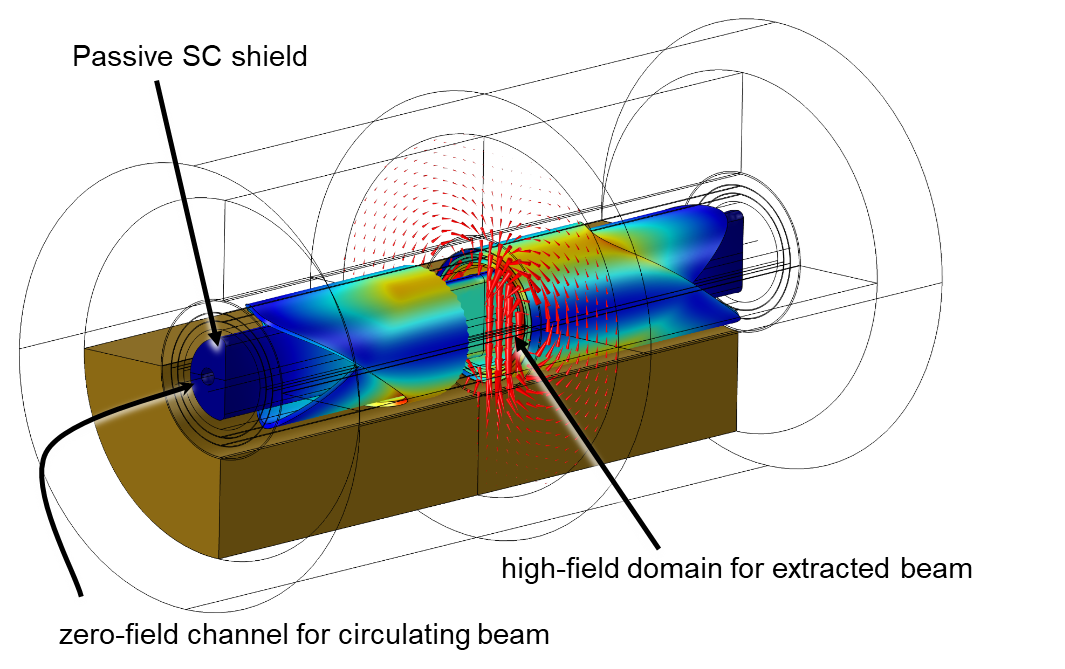 Passive SC shield
high-field domain for extracted beam
zero-field channel for circulating beam